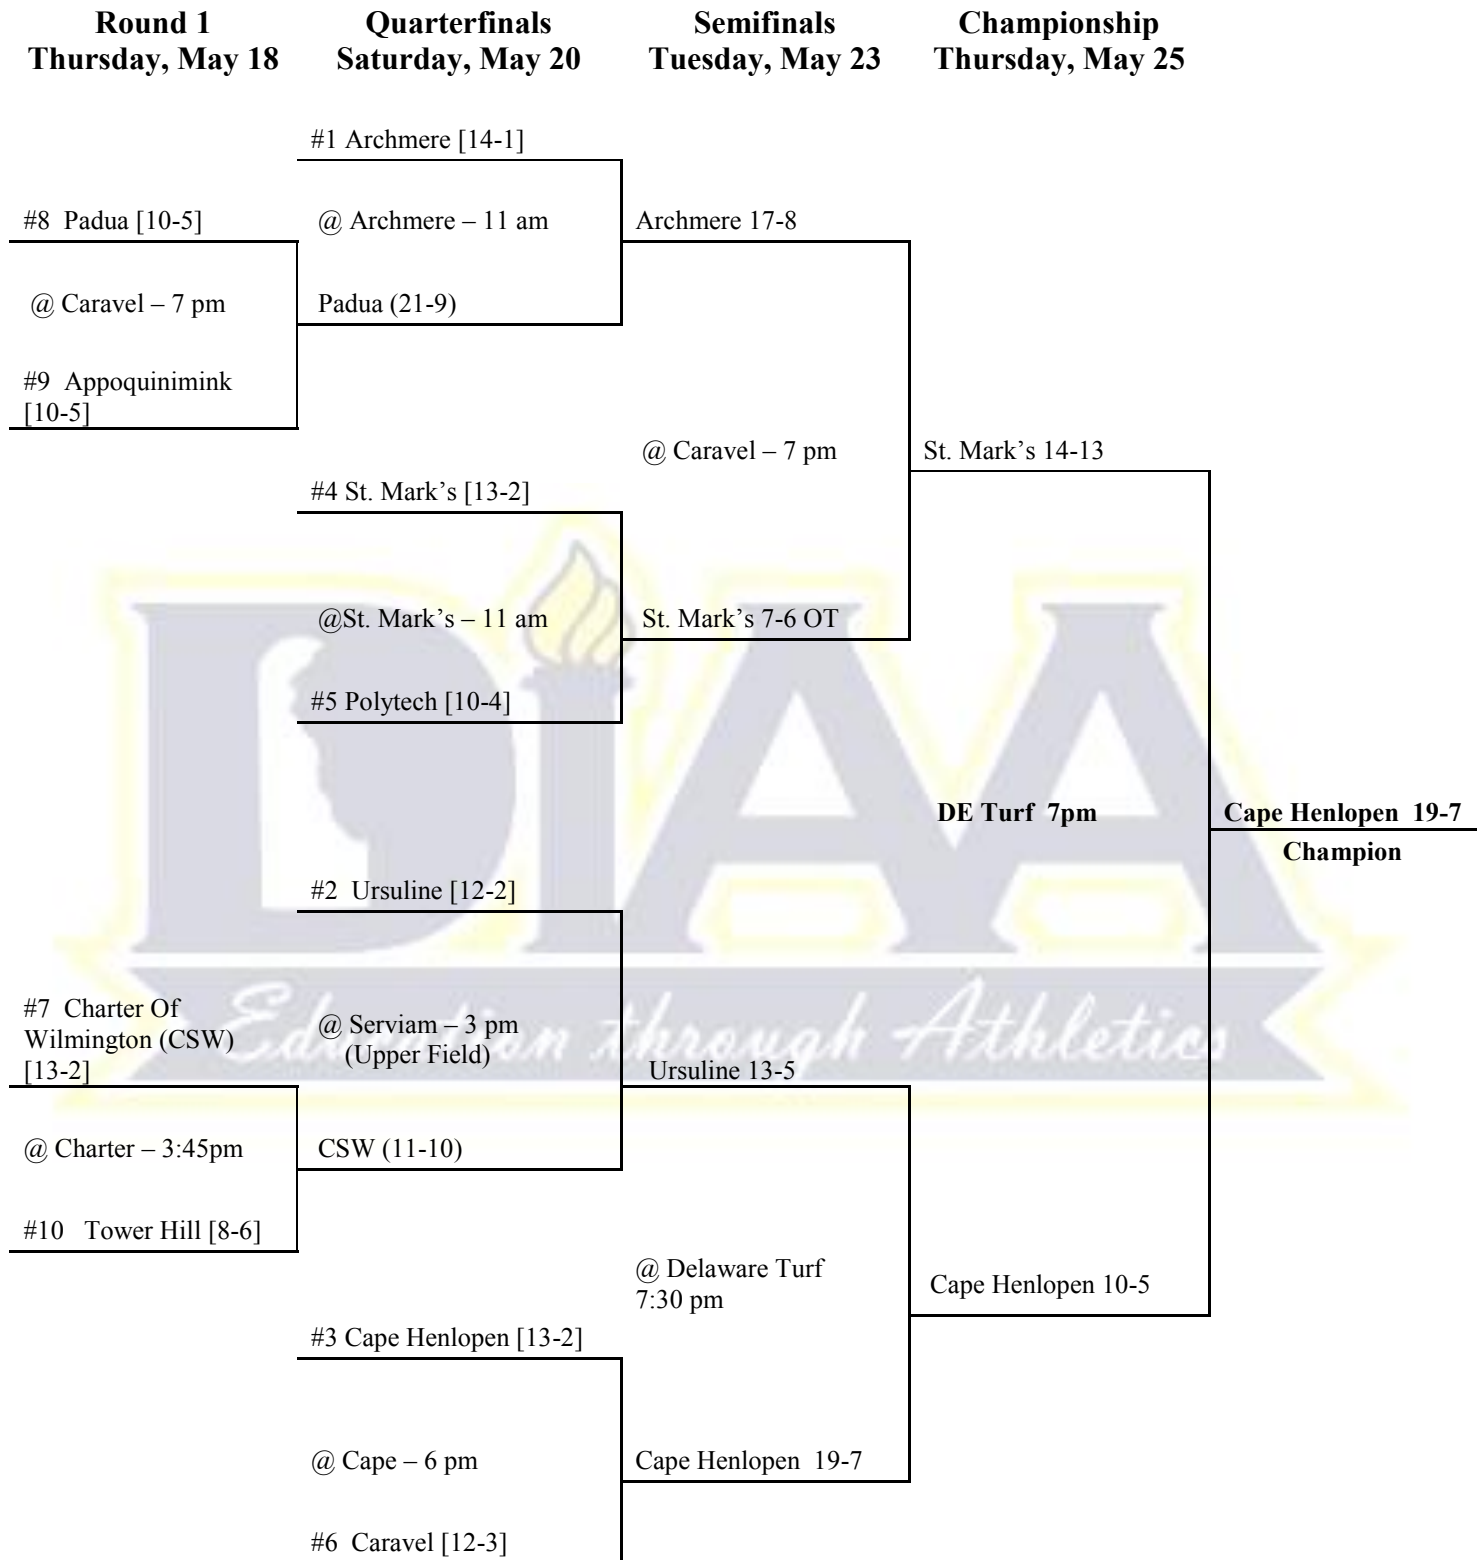 Round 1
Thursday, May 18
Quarterfinals
Saturday, May 20
Semifinals
Tuesday, May 23
Championship
Thursday, May 25
#1 Archmere [14-1]
#8 Padua [10-5]
@ Archmere – 11 am
Archmere 17-8
@ Caravel – 7 pm
Padua (21-9)
#9 Appoquinimink
[10-5]
@ Caravel – 7 pm
St. Mark’s 14-13
#4 St. Mark’s [13-2]
@St. Mark’s – 11 am
St. Mark’s 7-6 OT
#5 Polytech [10-4]
DIAA
DE Turf 7pm
Cape Henlopen 19-7
Champion
#2 Ursuline [12-2]
#7 Charter Of
Wilmington (CSW)
[13-2]
@ Serviam – 3 pm
(Upper Field)
Education through Athletics
Ursuline 13-5
@ Charter – 3:45pm
CSW (11-10)
#10 Tower Hill [8-6]
@ Delaware Turf
7:30 pm
Cape Henlopen 10-5
#3 Cape Henlopen [13-2]
@ Cape – 6 pm
Cape Henlopen 19-7
#6 Caravel [12-3]